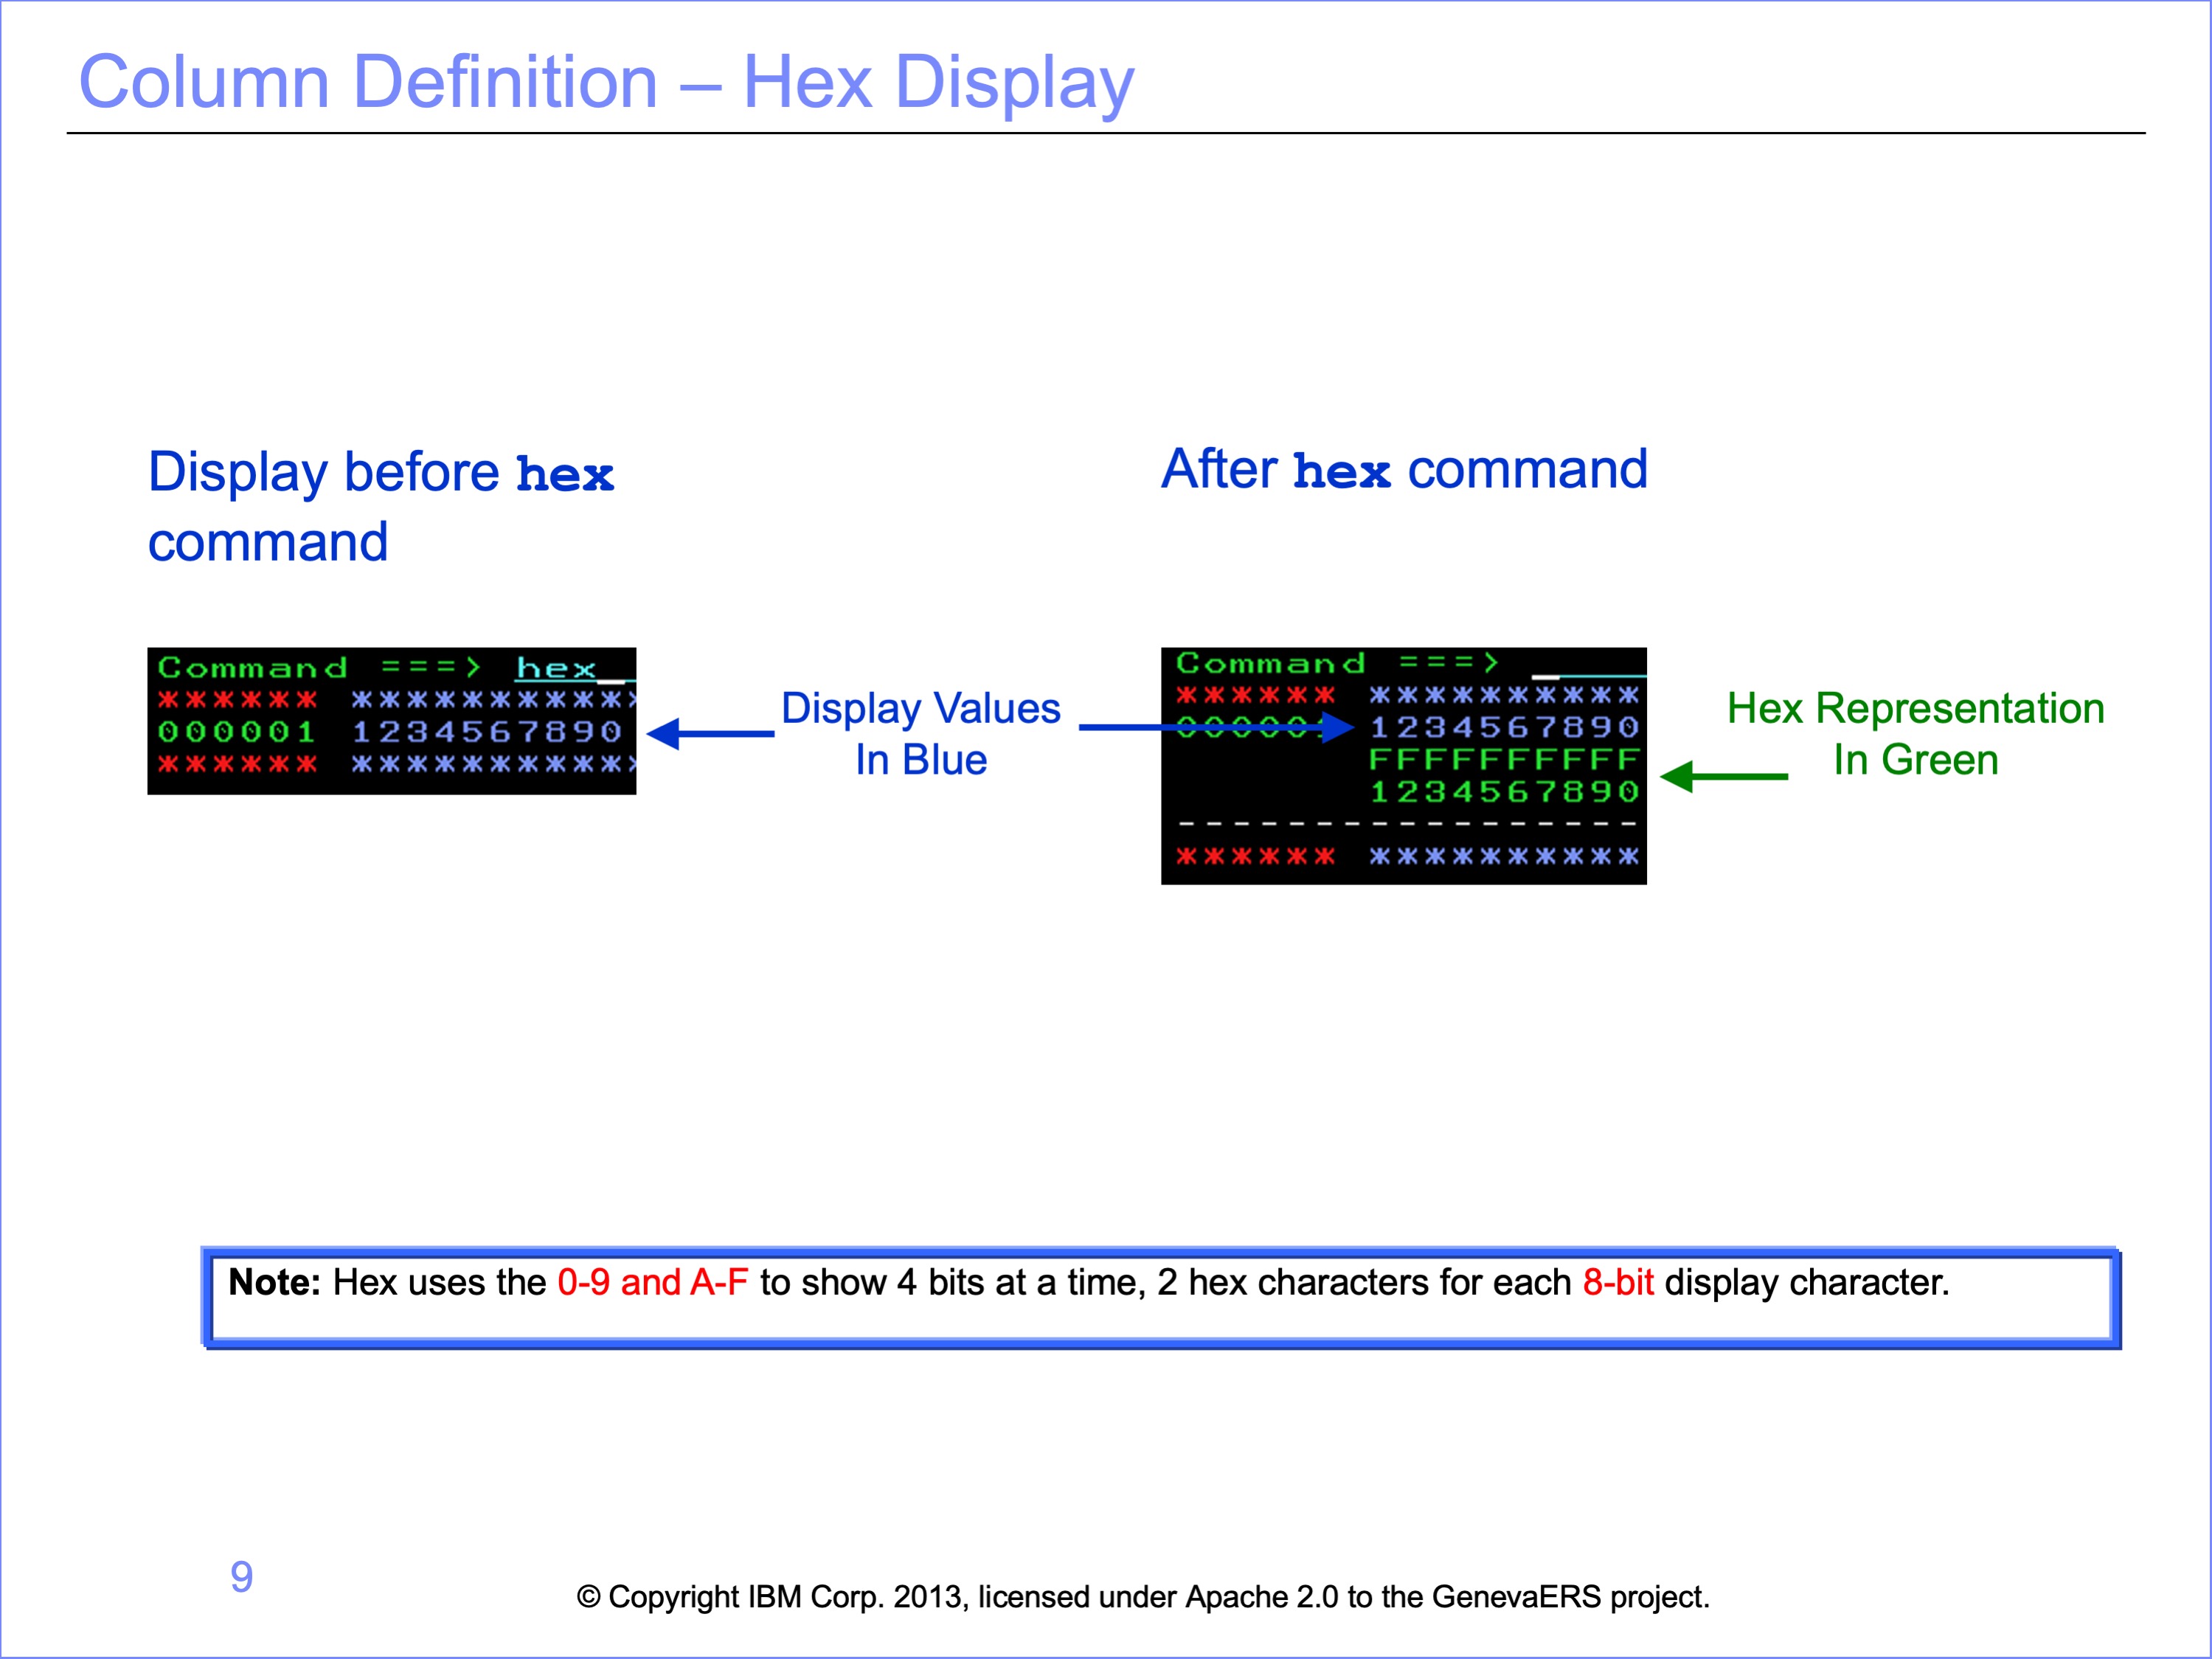 Column Definition – Hex Display
Display before hex
command
After hex command
Command ===> hex_
****** **********
000001 1234567890
****** **********
Display Values
In Blue
Command ===> _
****** **********
000001 1234567890
FFFFFFFFFF
1234567890
- - - - - - - - - - - - - - - - -
****** **********
Hex Representation
In Green
Note: Hex uses the 0-9 and A-F to show 4 bits at a time, 2 hex characters for each 8-bit display character.
9
© Copyright IBM Corp. 2013, licensed under Apache 2.0 to the GenevaERS project.